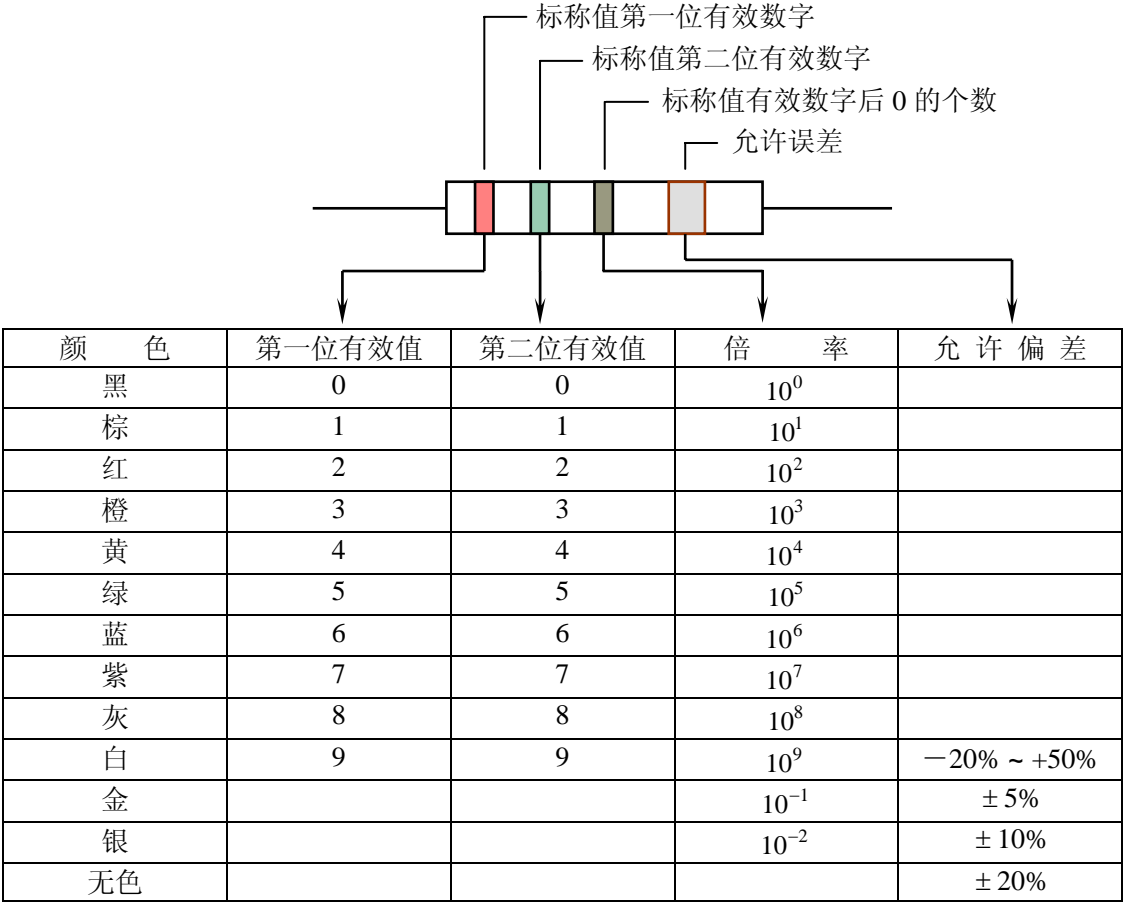 标称值第一位有效数字
标称值第二位有效数字
标称值有效数字后 0 的个数
允许误差
颜 色 第一位有效值 第二位有效值 倍 率 允 许 偏 差
黑 0 0 10⁰
棕 1 1 10¹
红 2 2 10²
橙 3 3 10³
黄 4 4 10⁴
绿 5 5 10⁵
蓝 6 6 10⁶
紫 7 7 10⁷
灰 8 8 10⁸
白 9 9 10⁹ －20% ~ +50%
金 10⁻¹ ± 5%
银 10⁻² ± 10%
无色 ± 20%